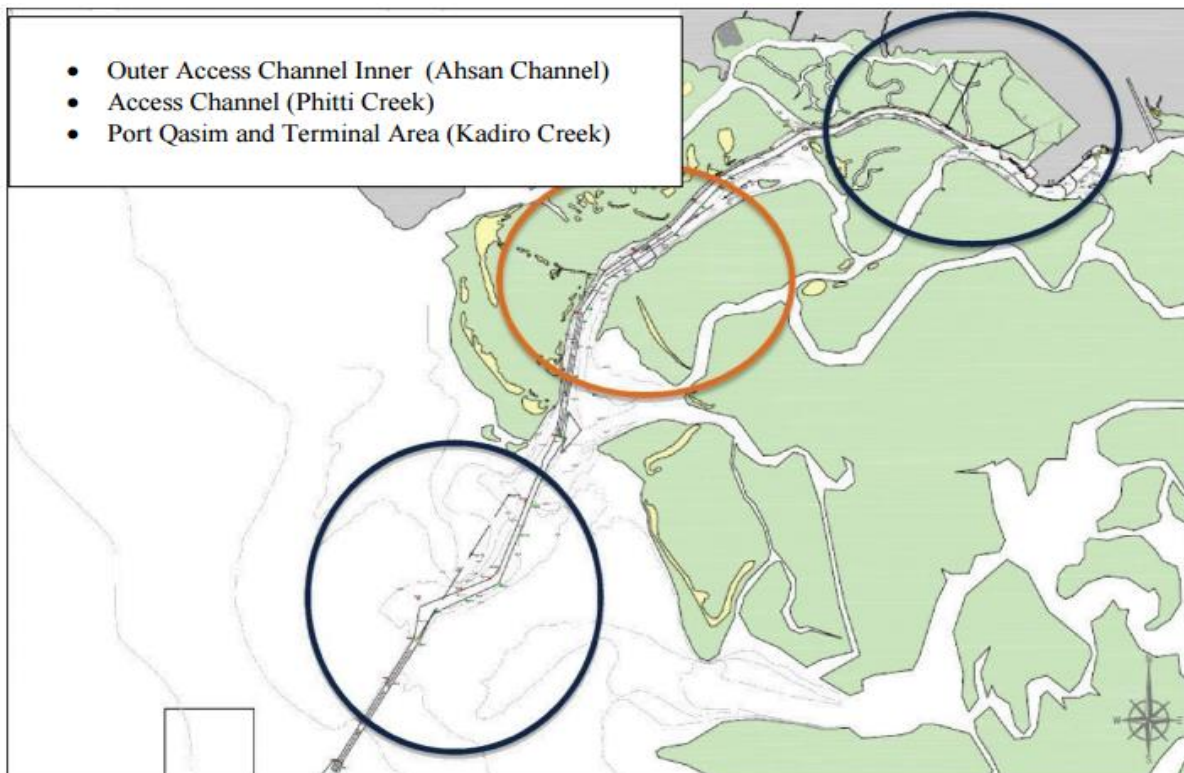 • Outer Access Channel Inner (Ahsan Channel)
• Access Channel (Phitti Creek)
• Port Qasim and Terminal Area (Kadiro Creek)